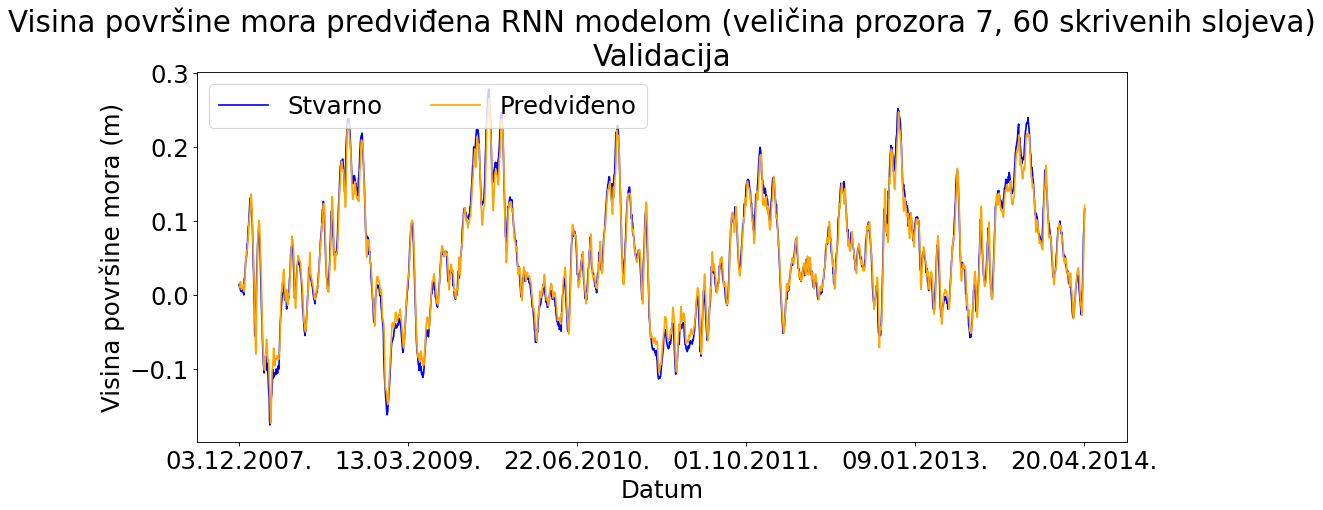 Visina površine mora predviđena RNN modelom (veličina prozora 7, 60 skrivenih slojeva)
Validacija
Stvarno
Predviđeno
Visina površine mora (m)
0.3
0.2
0.1
0.0
−0.1
03.12.2007.
13.03.2009.
22.06.2010.
01.10.2011.
09.01.2013.
20.04.2014.
Datum